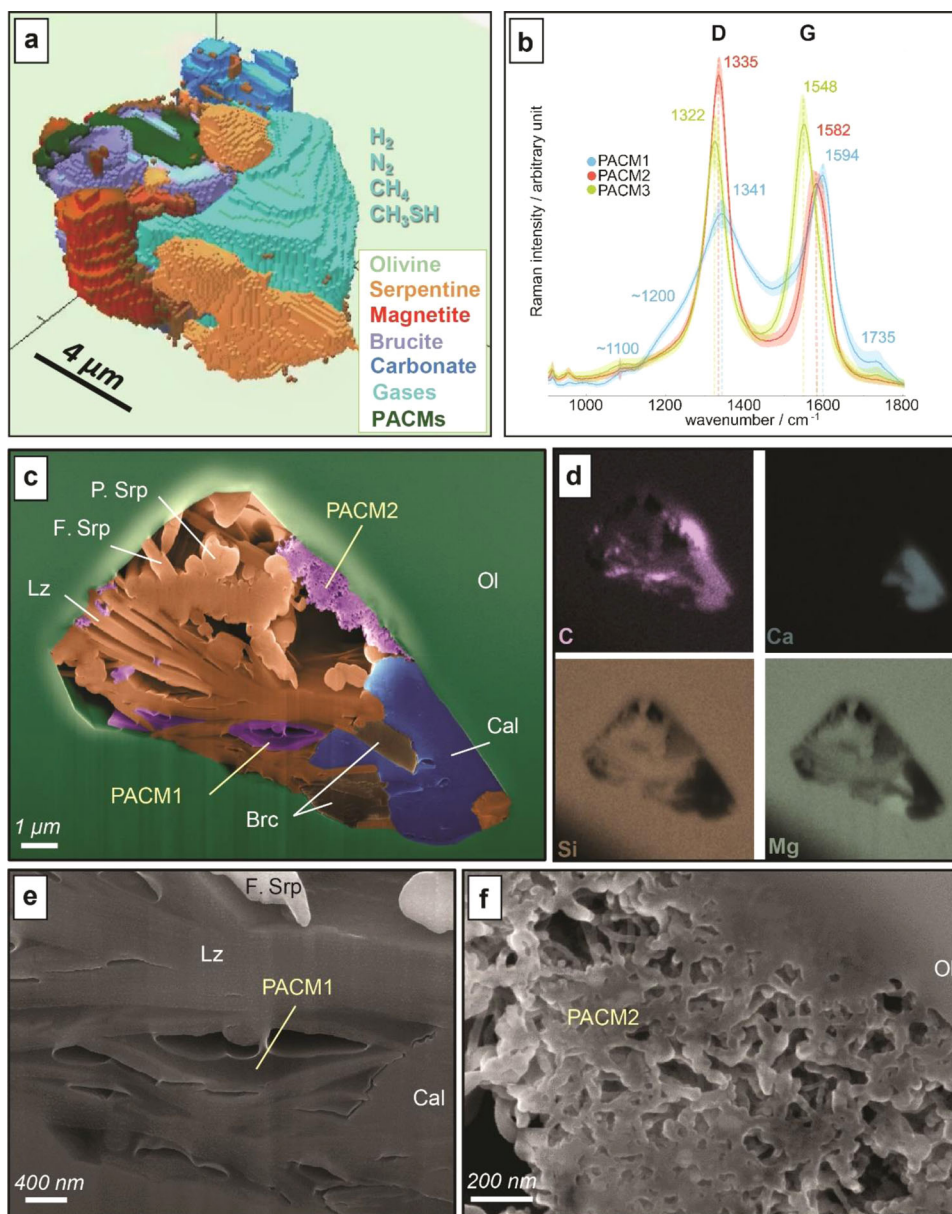 a
H₂
N₂
CH₄
CH₃SH
Olivine
Serpentine
Magnetite
Brucite
Carbonate
Gases
PACMs
4 µm
b
D
G
1335
1548
1322
1582
1594
PACM1
PACM2
PACM3
1341
~1200
~1100
1735
Raman intensity / arbitrary unit
1000
1200
1400
1600
1800
wavenumber / cm⁻¹
c
P. Srp
PACM2
F. Srp
Lz
Ol
Cal
PACM1
Brc
1 µm
d
C
Ca
Si
Mg
e
F. Srp
Lz
PACM1
Cal
400 nm
f
Ol
PACM2
200 nm